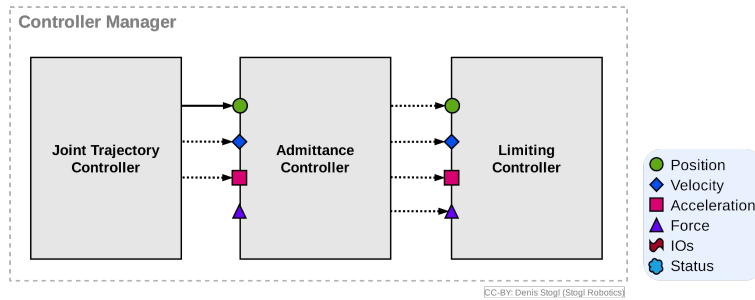 Controller Manager
Joint Trajectory
Controller
Admittance
Controller
Limiting
Controller
Position
Velocity
Acceleration
Force
IOs
Status
CC-BY: Denis Stogl (Stogl Robotics)